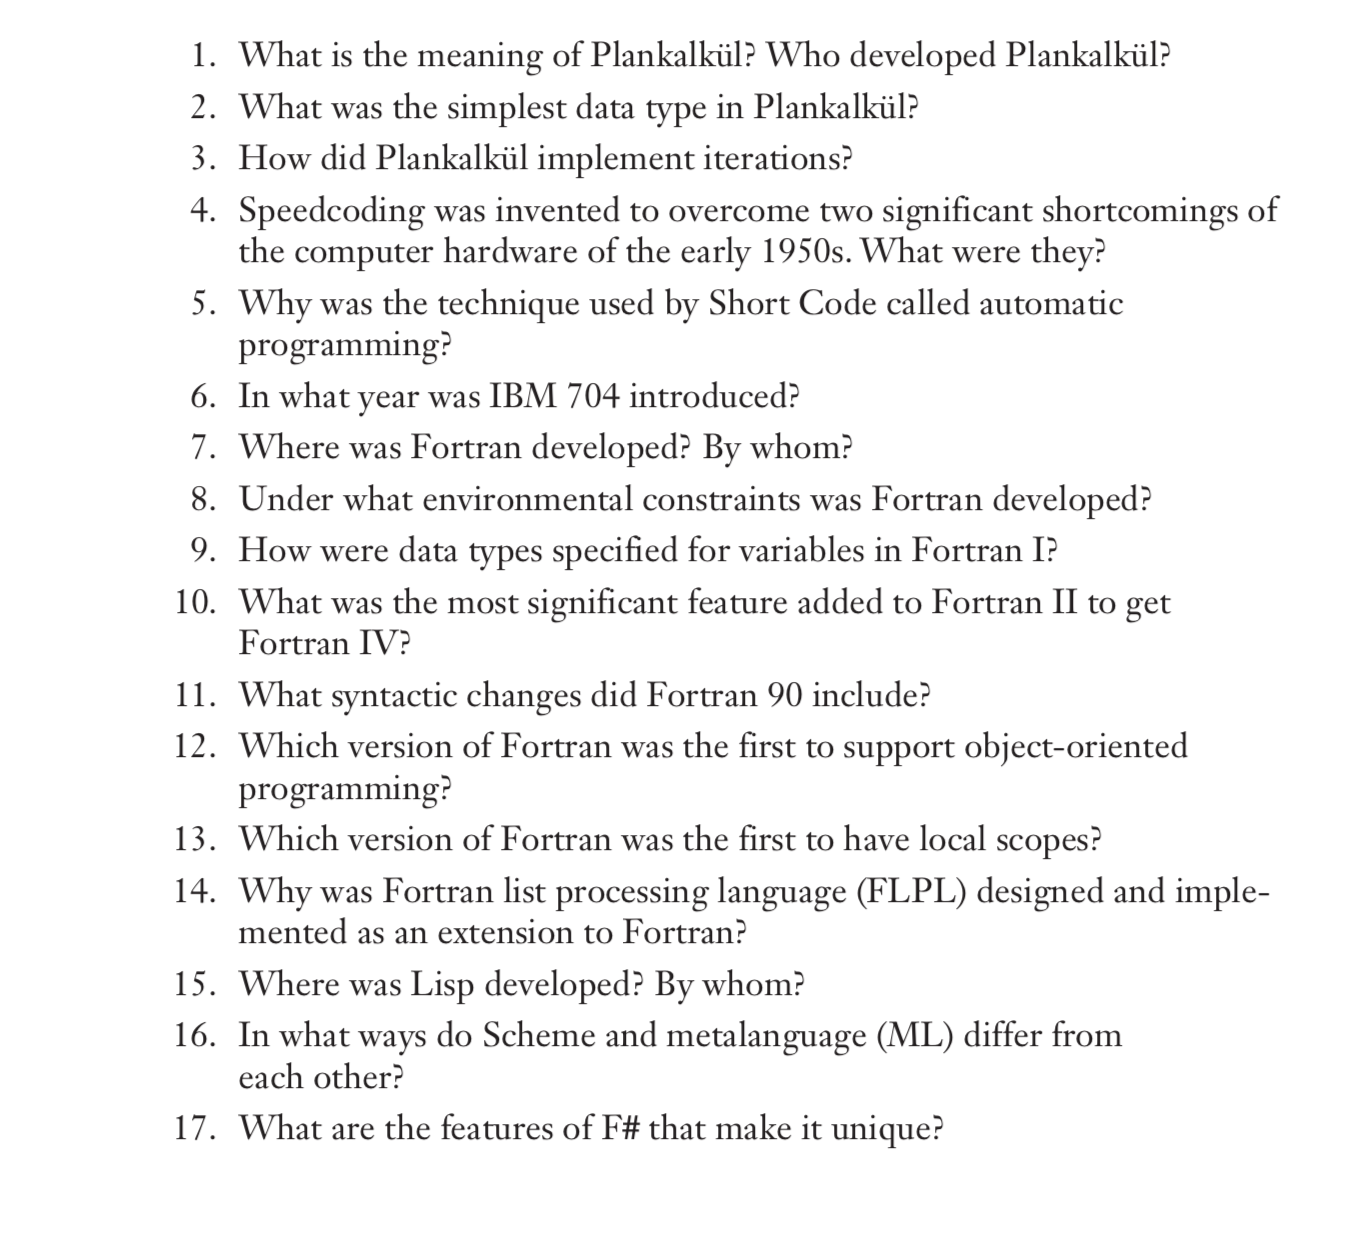 1. What is the meaning of Plankalkül? Who developed Plankalkül?
2. What was the simplest data type in Plankalkül?
3. How did Plankalkül implement iterations?
4. Speedcoding was invented to overcome two significant shortcomings of
the computer hardware of the early 1950s. What were they?
5. Why was the technique used by Short Code called automatic
programming?
6. In what year was IBM 704 introduced?
7. Where was Fortran developed? By whom?
8. Under what environmental constraints was Fortran developed?
9. How were data types specified for variables in Fortran I?
10. What was the most significant feature added to Fortran II to get
Fortran IV?
11. What syntactic changes did Fortran 90 include?
12. Which version of Fortran was the first to support object-oriented
programming?
13. Which version of Fortran was the first to have local scopes?
14. Why was Fortran list processing language (FLPL) designed and imple-
mented as an extension to Fortran?
15. Where was Lisp developed? By whom?
16. In what ways do Scheme and metalanguage (ML) differ from
each other?
17. What are the features of F# that make it unique?